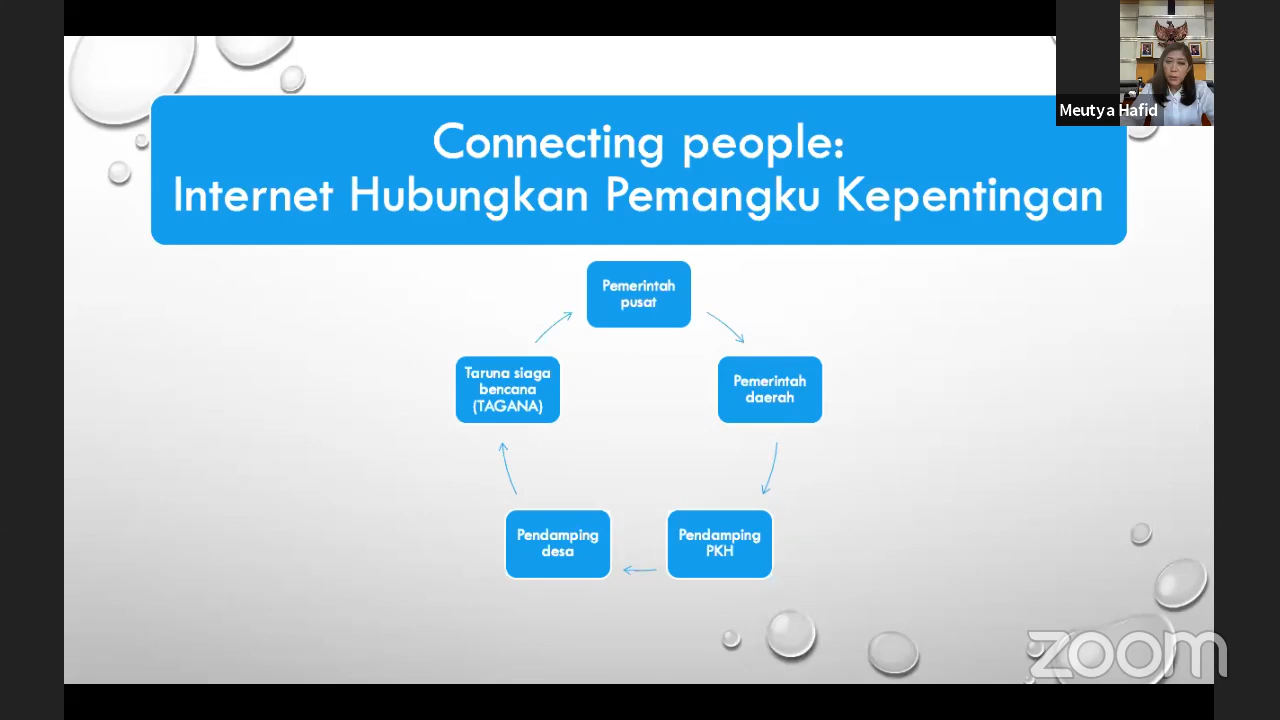 Meutya Hafid
Connecting people:
Internet Hubungkan Pemangku Kepentingan
Pemerintah
pusat
Pemerintah
daerah
Pendamping
PKH
Pendamping
desa
Taruna siaga
bencana
(TAGANA)
zoom